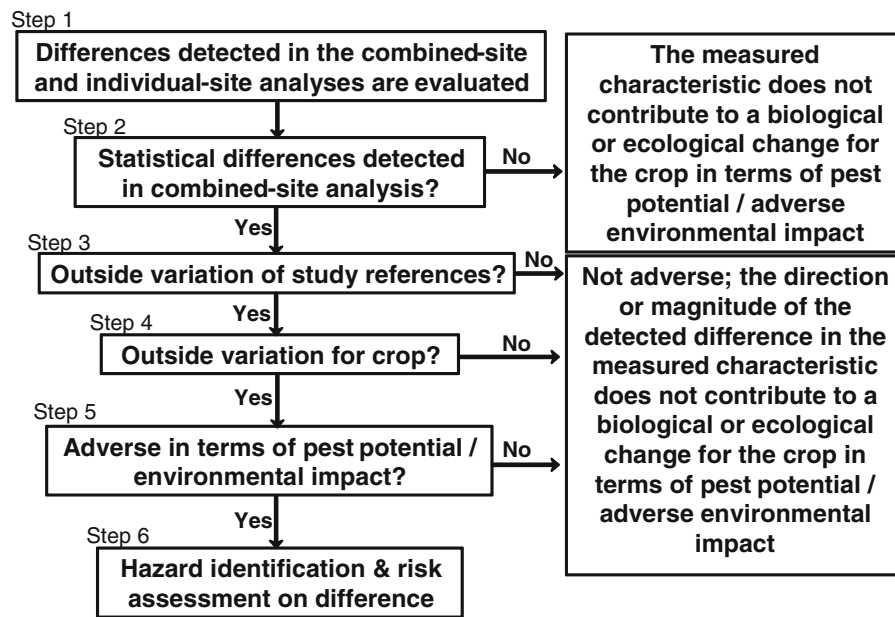 Step 1
Differences detected in the combined-site
and individual-site analyses are evaluated
Step 2
Statistical differences detected
in combined-site analysis?
No
The measured
characteristic does not
contribute to a biological
or ecological change for
the crop in terms of pest
potential / adverse
environmental impact
Yes
Step 3
Outside variation of study references?
No
Yes
Step 4
Outside variation for crop?
No
Yes
Step 5
Adverse in terms of pest potential /
environmental impact?
No
Not adverse; the direction
or magnitude of the
detected difference in the
measured characteristic
does not contribute to a
biological or ecological
change for the crop in
terms of pest potential /
adverse environmental
impact
Yes
Step 6
Hazard identification & risk
assessment on difference